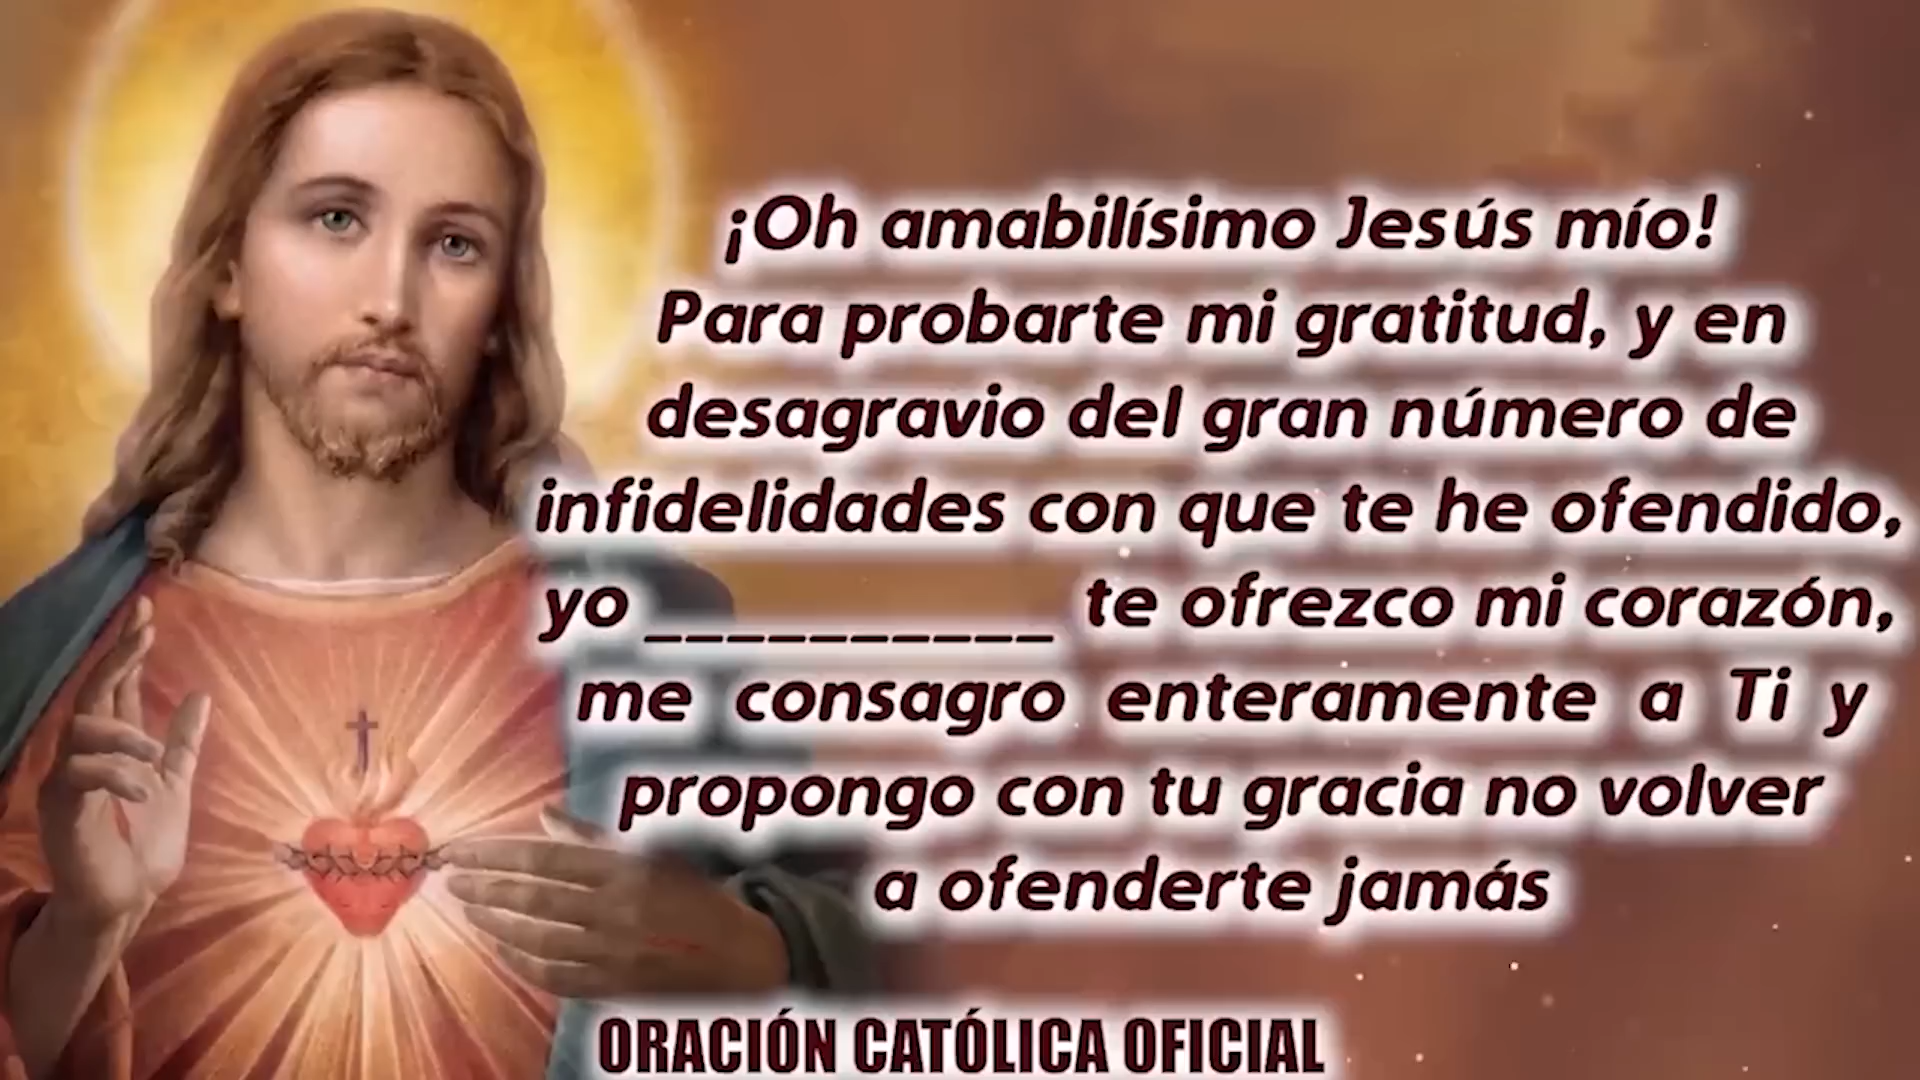 ¡Oh amabilísimo Jesús mío!
Para probarte mi gratitud, y en
desagravio del gran número de
infidelidades con que te he ofendido,
yo __________ te ofrezco mi corazón,
me consagro enteramente a Ti y
propongo con tu gracia no volver
a ofenderte jamás
ORACIÓN CATÓLICA OFICIAL